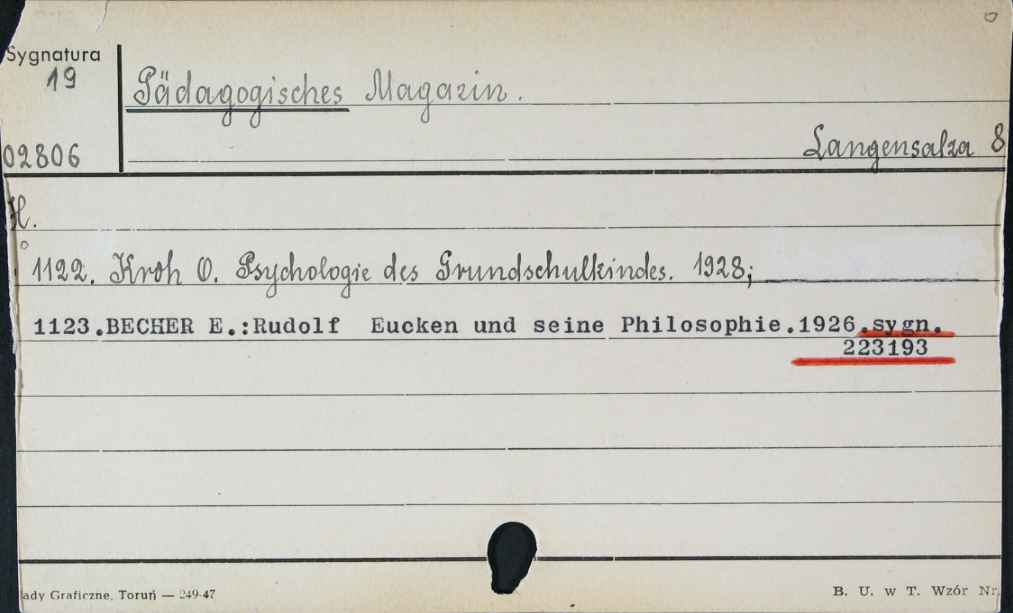 Sygnatura
19
Pädagogisches Magazin.
02806
Langensalza 8
H.
1122. Kroh O. Psychologie des Grundschulkindes. 1928;
1123.BECHER E.:Rudolf Eucken und seine Philosophie.1926.sygn.
223193
ady Graficzne, Toruń — 249-47
B. U. w T. Wzór Nr